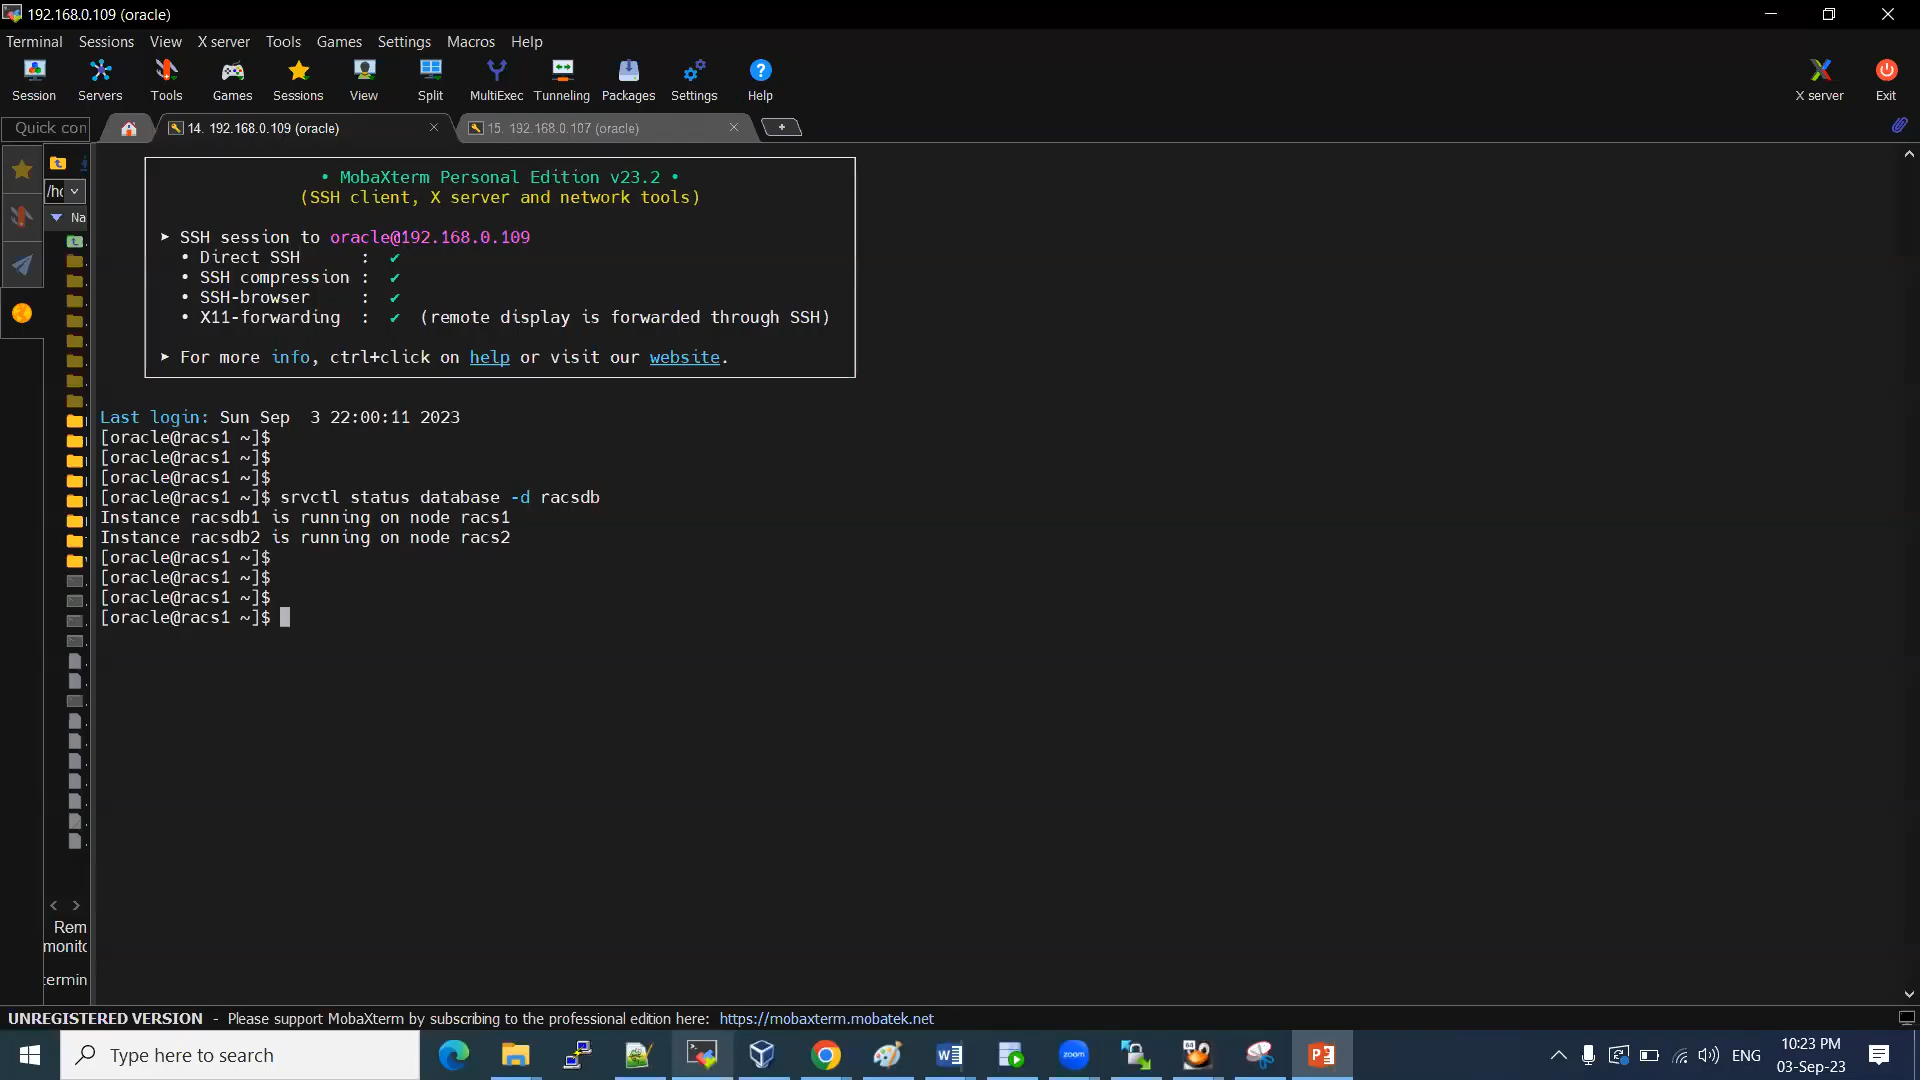 192.168.0.109 (oracle)
Terminal Sessions View X server Tools Games Settings Macros Help
Session Servers Tools Games Sessions View Split MultiExec Tunneling Packages Settings Help X server Exit
Quick con
14. 192.168.0.109 (oracle)
15. 192.168.0.107 (oracle)
/hc
Na
• MobaXterm Personal Edition v23.2 •
(SSH client, X server and network tools)
➤ SSH session to oracle@192.168.0.109
• Direct SSH : ✔
• SSH compression : ✔
• SSH-browser : ✔
• X11-forwarding : ✔ (remote display is forwarded through SSH)
➤ For more info, ctrl+click on help or visit our website.
Last login: Sun Sep 3 22:00:11 2023
[oracle@racs1 ~]$
[oracle@racs1 ~]$
[oracle@racs1 ~]$
[oracle@racs1 ~]$ srvctl status database -d racsdb
Instance racsdb1 is running on node racs1
Instance racsdb2 is running on node racs2
[oracle@racs1 ~]$
[oracle@racs1 ~]$
[oracle@racs1 ~]$
[oracle@racs1 ~]$
Rem
monito
termin
UNREGISTERED VERSION - Please support MobaXterm by subscribing to the professional edition here: https://mobaxterm.mobatek.net
Type here to search
zoom
ENG
10:23 PM
03-Sep-23